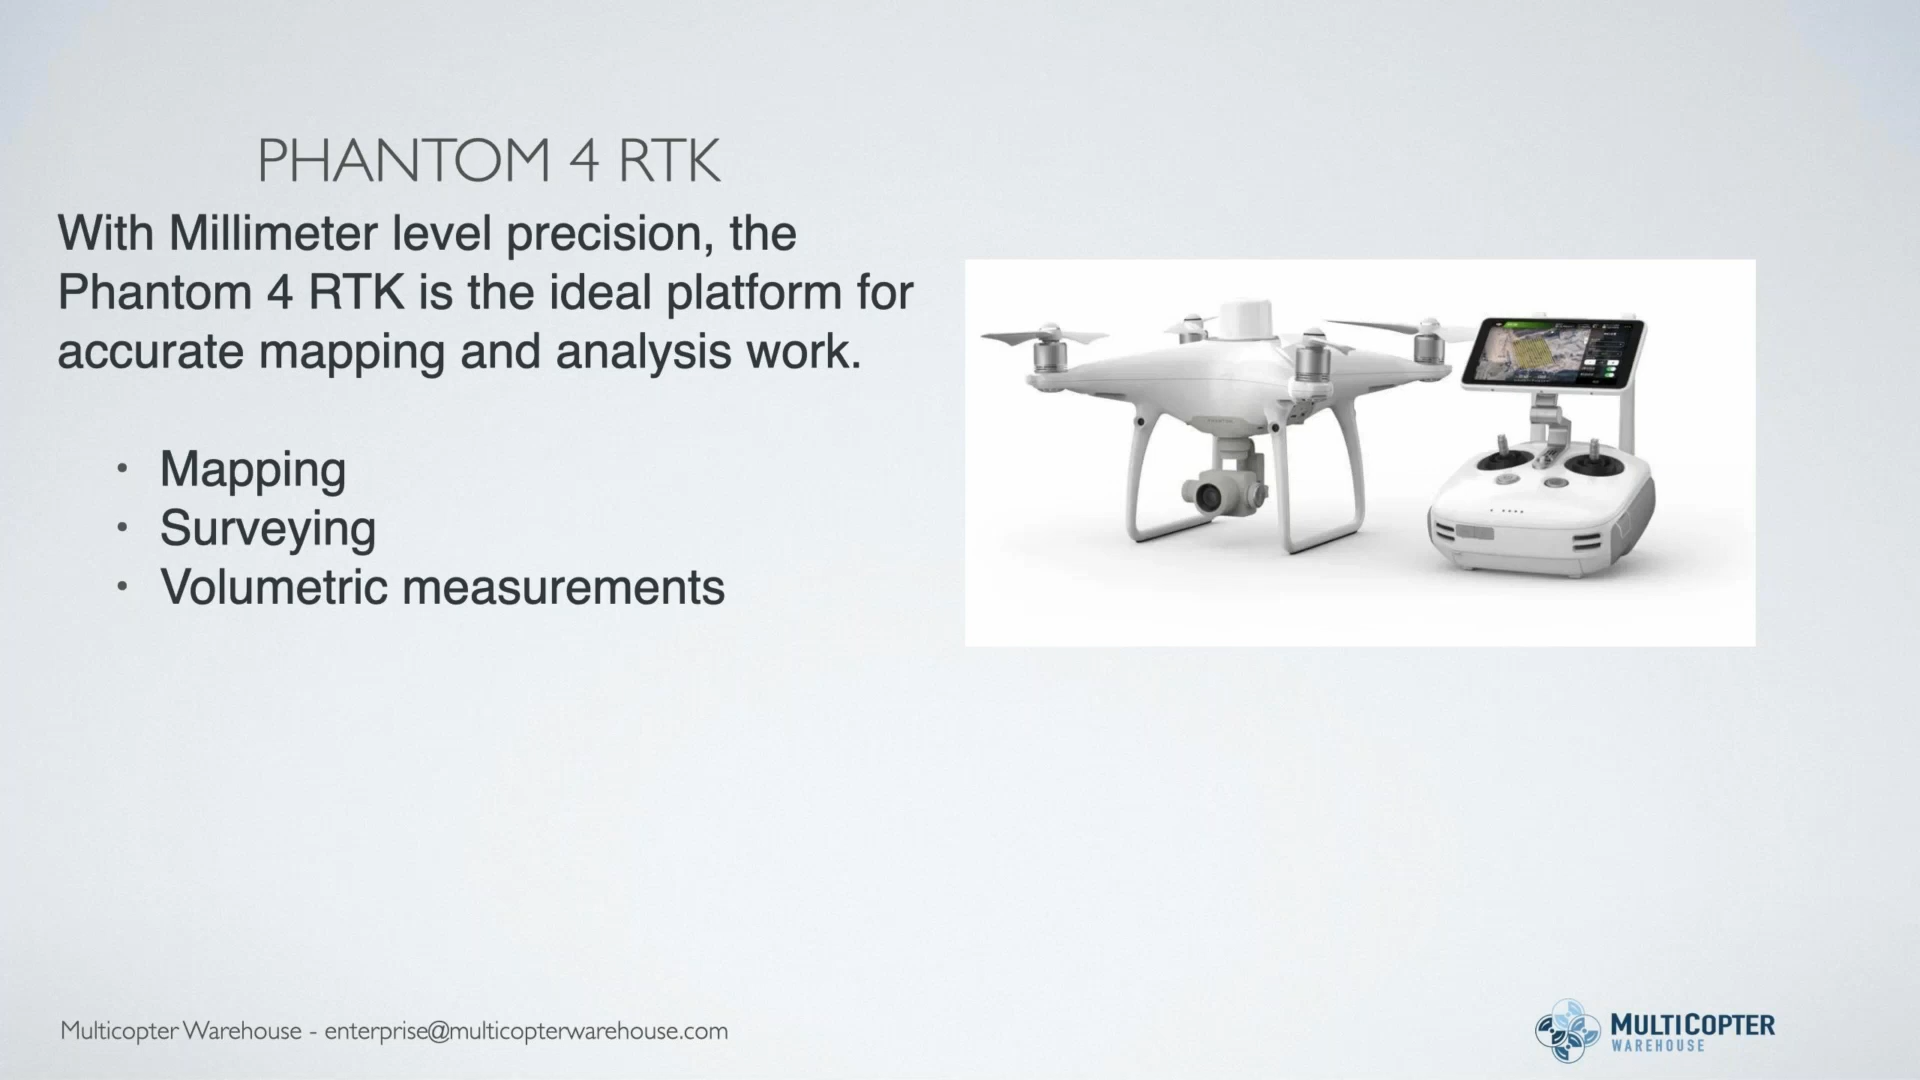 PHANTOM 4 RTK
With Millimeter level precision, the
Phantom 4 RTK is the ideal platform for
accurate mapping and analysis work.
• Mapping
• Surveying
• Volumetric measurements
Multicopter Warehouse - enterprise@multicopterwarehouse.com
MULTICOPTER
WAREHOUSE